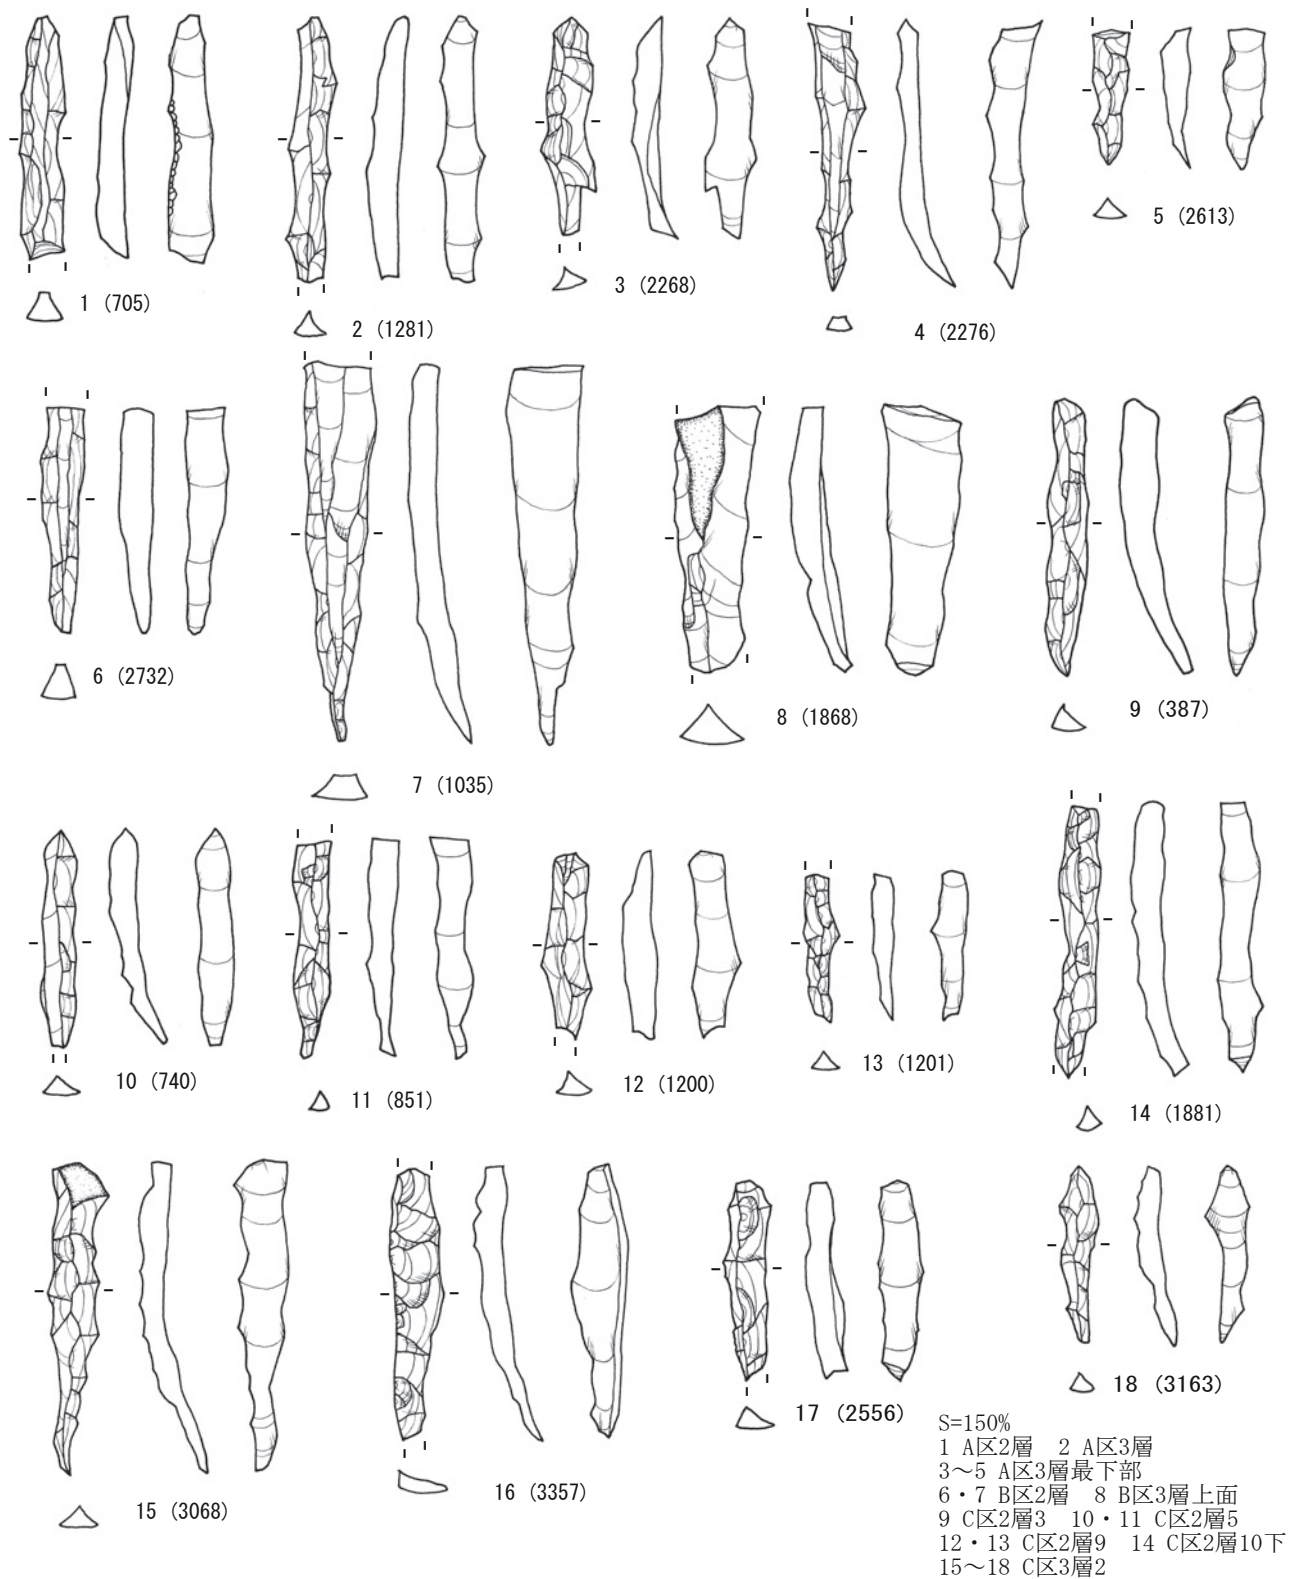 1 (705)
2 (1281)
3 (2268)
4 (2276)
5 (2613)
6 (2732)
7 (1035)
8 (1868)
9 (387)
10 (740)
11 (851)
12 (1200)
13 (1201)
14 (1881)
15 (3068)
16 (3357)
17 (2556)
18 (3163)
S=150%
1 A区2層　2 A区3層
3～5 A区3層最下部
6・7 B区2層　8 B区3層上面
9 C区2層3　10・11 C区2層5
12・13 C区2層9　14 C区2層10下
15～18 C区3層2